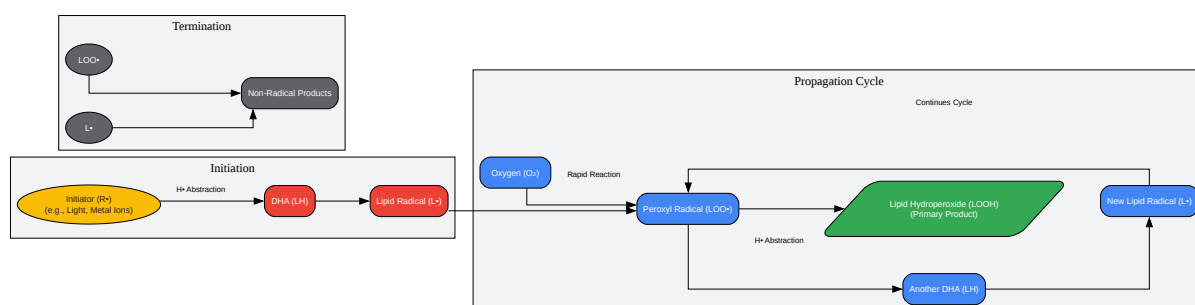 Termination
LOO•
Non-Radical Products
L•
Initiation
Initiator (R•)
(e.g., Light, Metal Ions)
H• Abstraction
DHA (LH)
Lipid Radical (L•)
Propagation Cycle
Continues Cycle
Oxygen (O₂)
Rapid Reaction
Peroxyl Radical (LOO•)
Lipid Hydroperoxide (LOOH)
(Primary Product)
New Lipid Radical (L•)
H• Abstraction
Another DHA (LH)